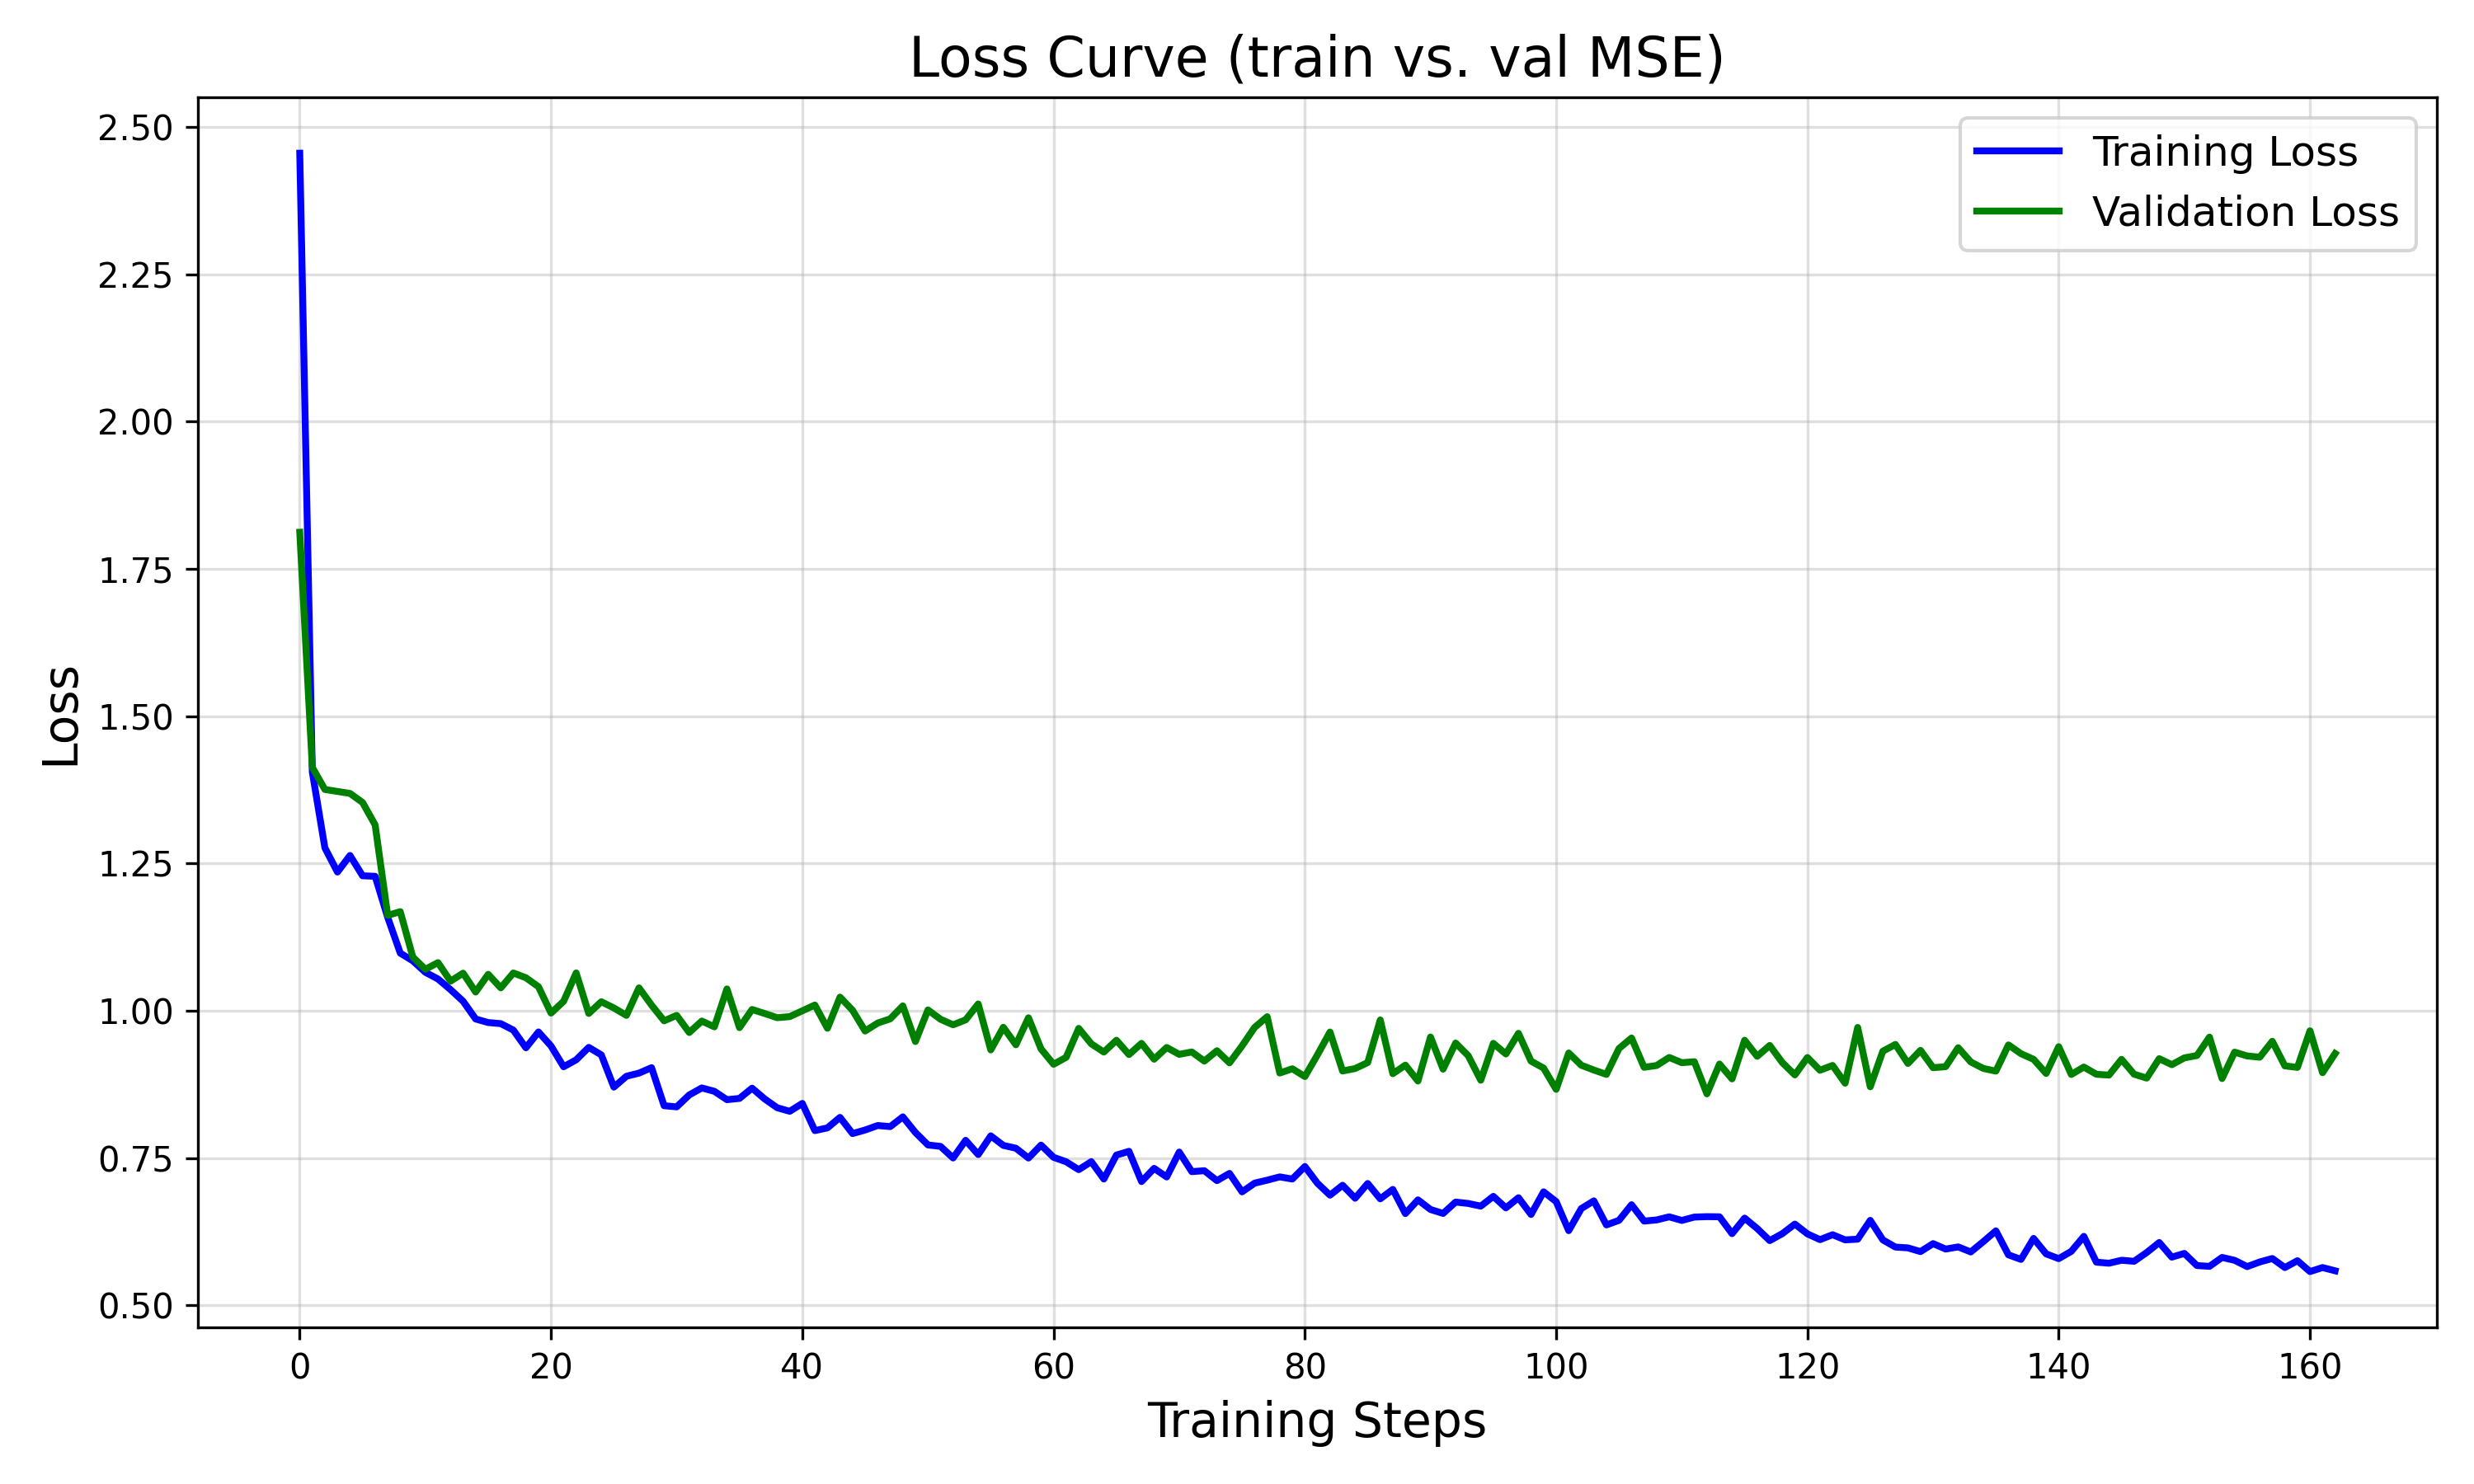 Loss Curve (train vs. val MSE)
Training Loss
Validation Loss
2.50
2.25
2.00
1.75
1.50
1.25
1.00
0.75
0.50
Loss
0 20 40 60 80 100 120 140 160
Training Steps